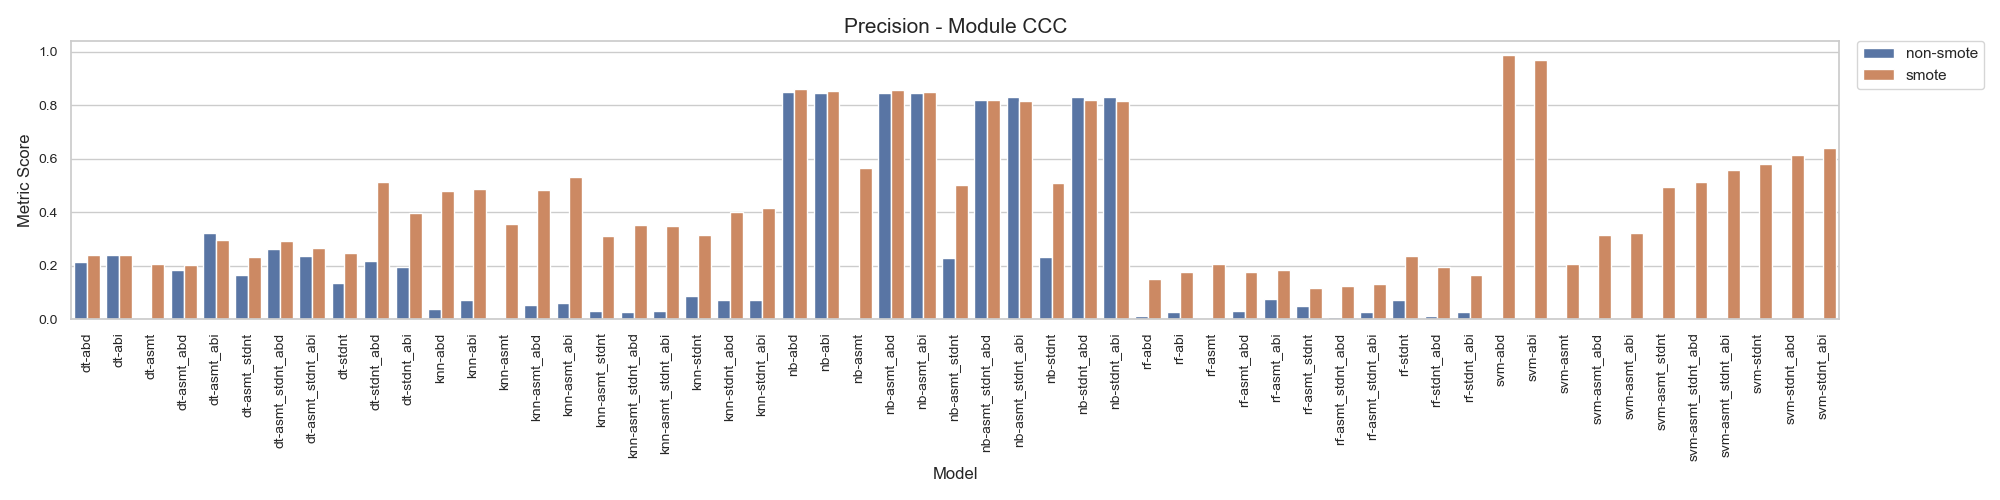 Precision - Module CCC
non-smote
smote
Metric Score
1.0
0.8
0.6
0.4
0.2
0.0
dt-abd
dt-abi
dt-asmt
dt-asmt_abd
dt-asmt_abi
dt-asmt_stdnt
dt-asmt_stdnt_abd
dt-asmt_stdnt_abi
dt-stdnt
dt-stdnt_abd
dt-stdnt_abi
knn-abd
knn-abi
knn-asmt
knn-asmt_abd
knn-asmt_abi
knn-asmt_stdnt
knn-asmt_stdnt_abd
knn-asmt_stdnt_abi
knn-stdnt
knn-stdnt_abd
knn-stdnt_abi
nb-abd
nb-abi
nb-asmt
nb-asmt_abd
nb-asmt_abi
nb-asmt_stdnt
nb-asmt_stdnt_abd
nb-asmt_stdnt_abi
nb-stdnt
nb-stdnt_abd
nb-stdnt_abi
rf-abd
rf-abi
rf-asmt
rf-asmt_abd
rf-asmt_abi
rf-asmt_stdnt
rf-asmt_stdnt_abd
rf-asmt_stdnt_abi
rf-stdnt
rf-stdnt_abd
rf-stdnt_abi
svm-abd
svm-abi
svm-asmt
svm-asmt_abd
svm-asmt_abi
svm-asmt_stdnt
svm-asmt_stdnt_abd
svm-asmt_stdnt_abi
svm-stdnt
svm-stdnt_abd
svm-stdnt_abi
Model